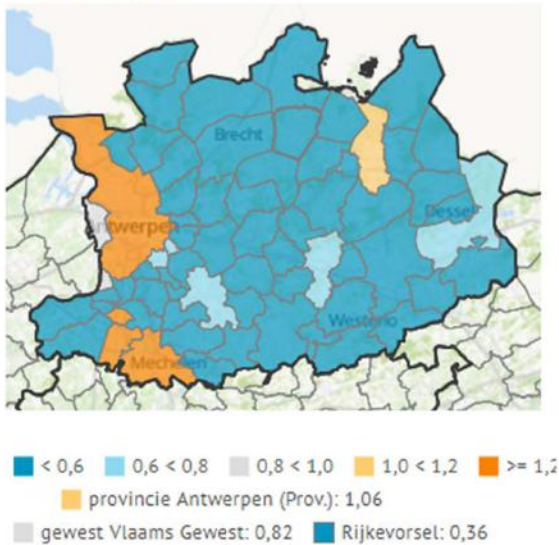 Brecht
Antwerpen
Dessel
Westerlo
Mechelen
< 0,6 0,6 < 0,8 0,8 < 1,0 1,0 < 1,2 >= 1,2
provincie Antwerpen (Prov.): 1,06
gewest Vlaams Gewest: 0,82 Rijkevorsel: 0,36